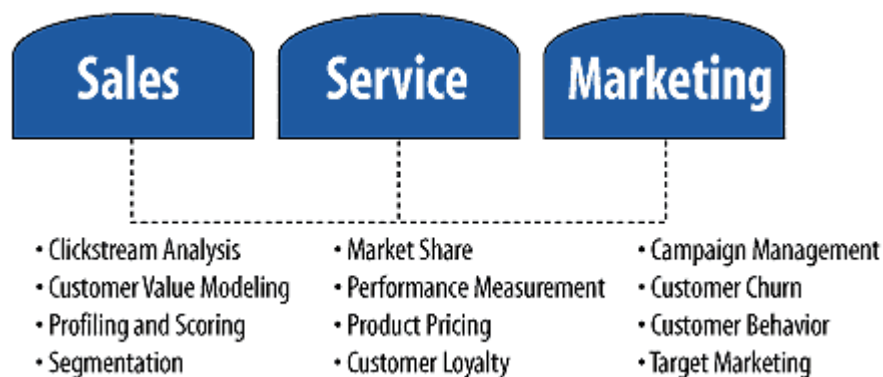 Sales
Service
Marketing
• Clickstream Analysis
• Customer Value Modeling
• Profiling and Scoring
• Segmentation
• Market Share
• Performance Measurement
• Product Pricing
• Customer Loyalty
• Campaign Management
• Customer Churn
• Customer Behavior
• Target Marketing